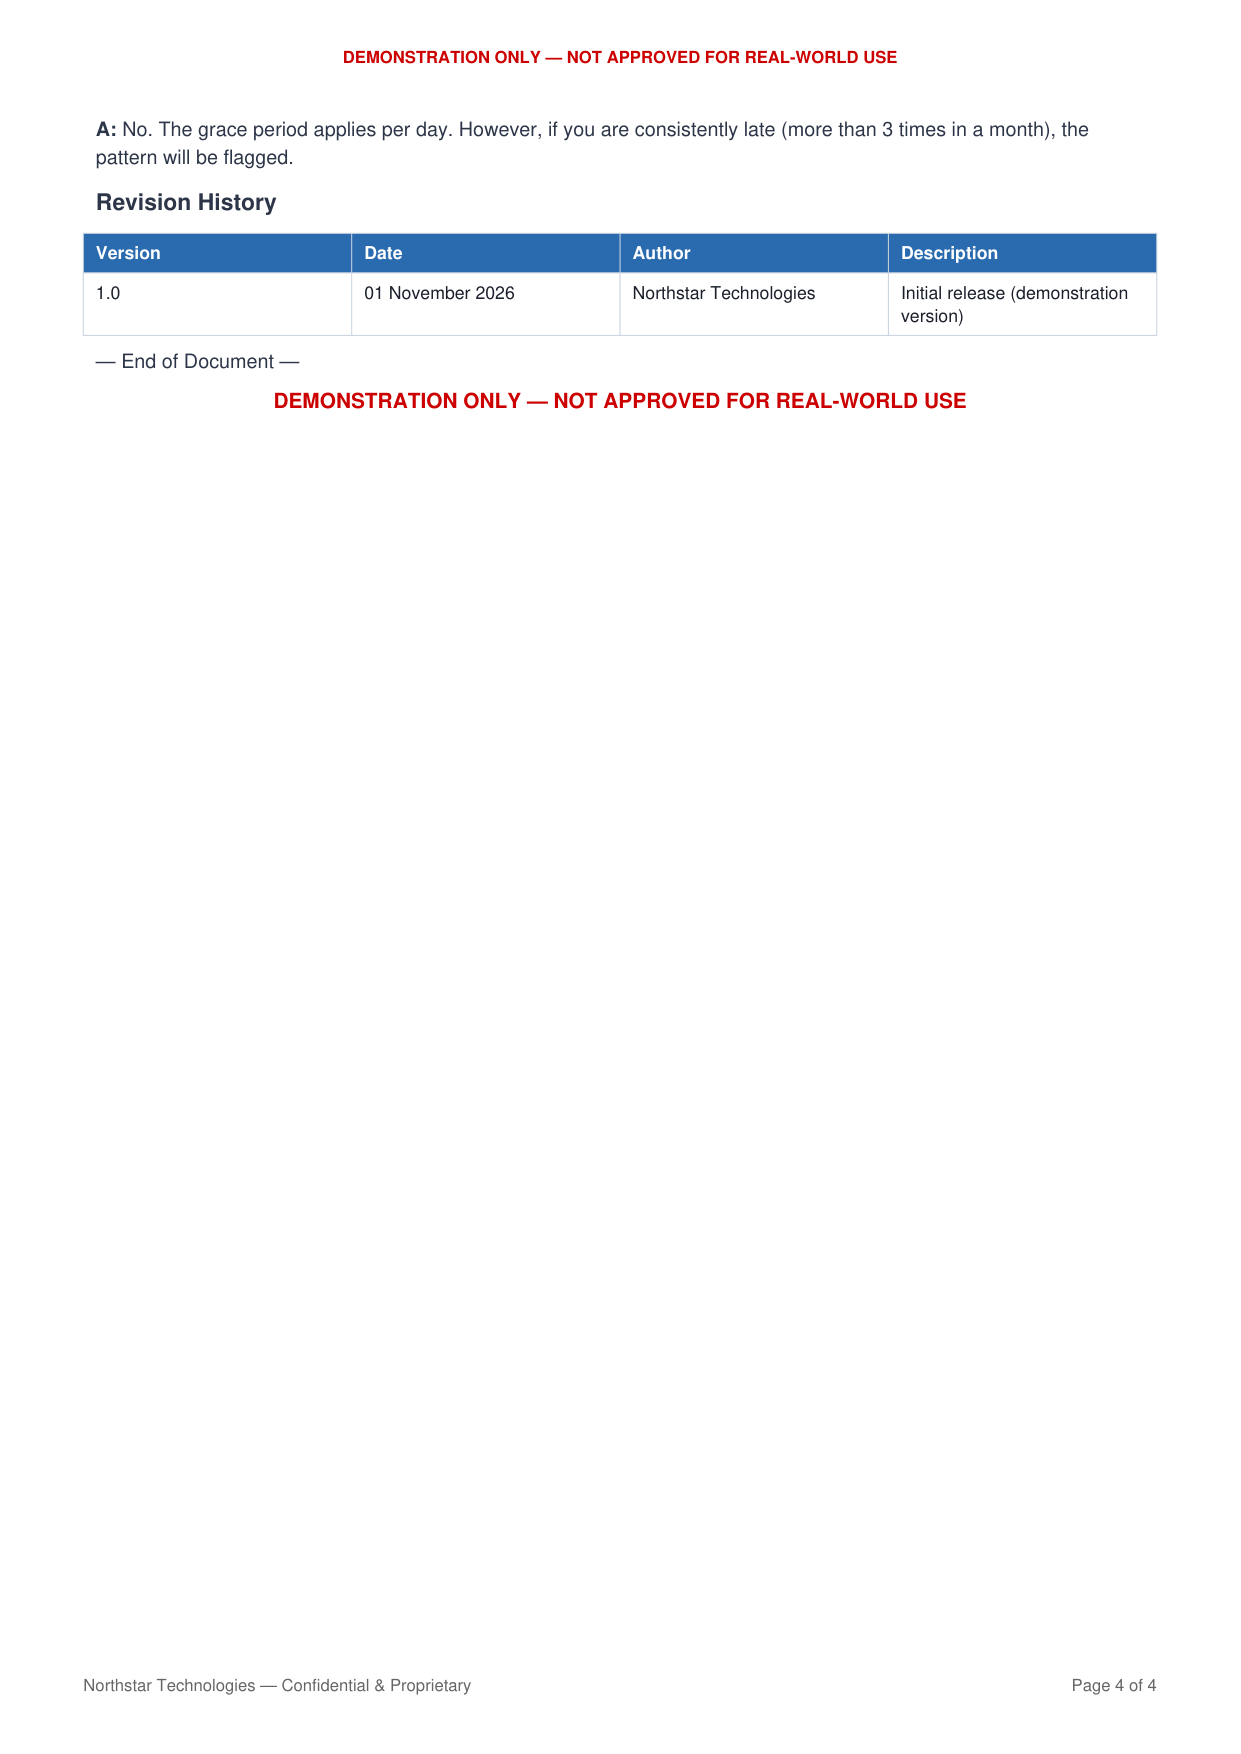 DEMONSTRATION ONLY — NOT APPROVED FOR REAL-WORLD USE
A: No. The grace period applies per day. However, if you are consistently late (more than 3 times in a month), the
pattern will be flagged.
Revision History
Version Date Author Description
1.0 01 November 2026 Northstar Technologies Initial release (demonstration
version)
— End of Document —
DEMONSTRATION ONLY — NOT APPROVED FOR REAL-WORLD USE
Northstar Technologies — Confidential & Proprietary Page 4 of 4